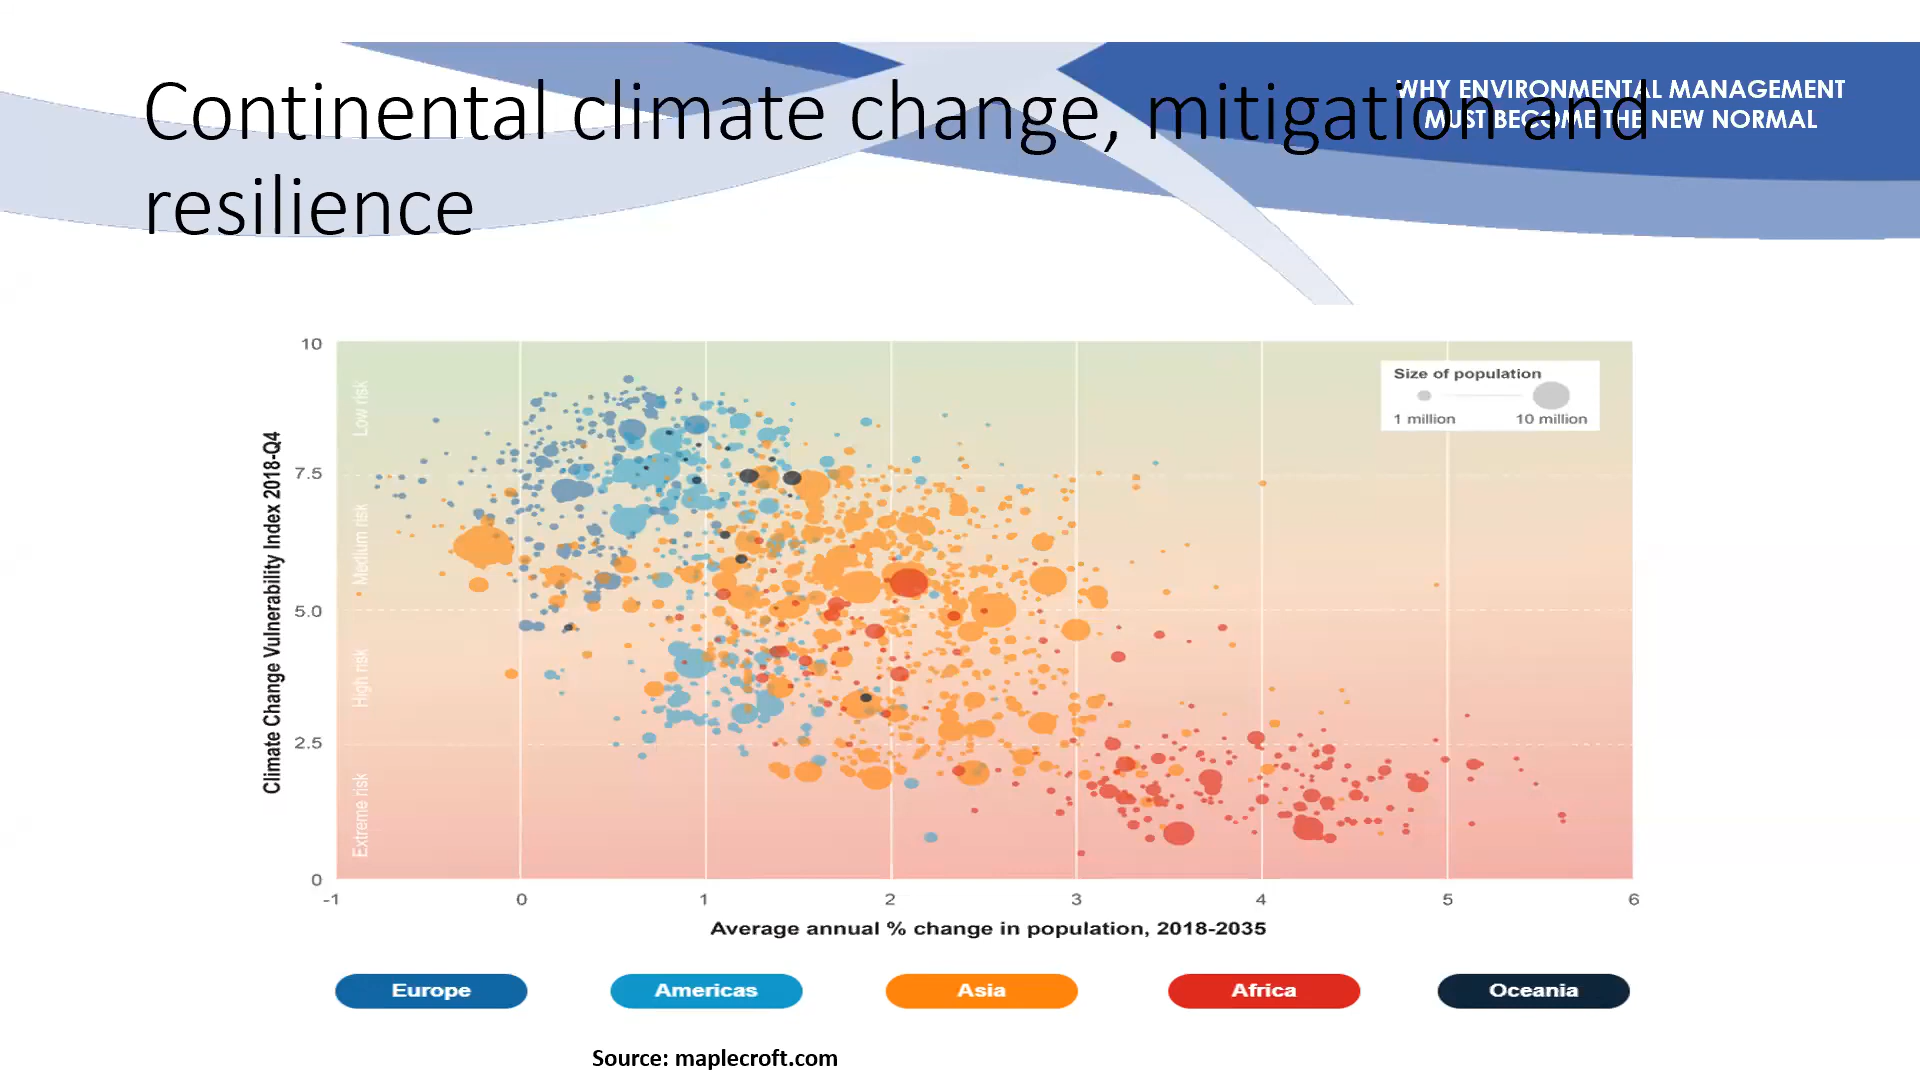 Continental climate change, mitigation and
resilience
WHY ENVIRONMENTAL MANAGEMENT
MUST BECOME THE NEW NORMAL
Climate Change Vulnerability Index 2018-Q4
10
7.5
5.0
2.5
0
Low risk
Medium risk
High risk
Extreme risk
Size of population
1 million 10 million
-1 0 1 2 3 4 5 6
Average annual % change in population, 2018-2035
Europe Americas Asia Africa Oceania
Source: maplecroft.com